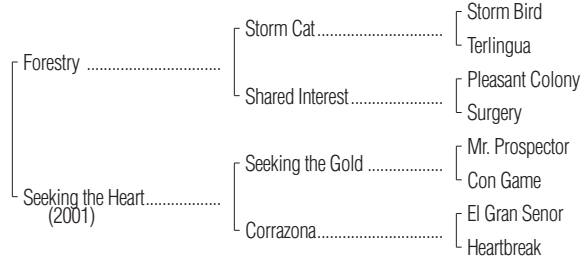 Storm Bird
Storm Cat..................................
Terlingua
Forestry ....................................
Pleasant Colony
Shared Interest.........................
Surgery
Mr. Prospector
Seeking the Gold ....................
Con Game
Seeking the Heart....................
(2001)
El Gran Senor
Corrazona..................................
Heartbreak